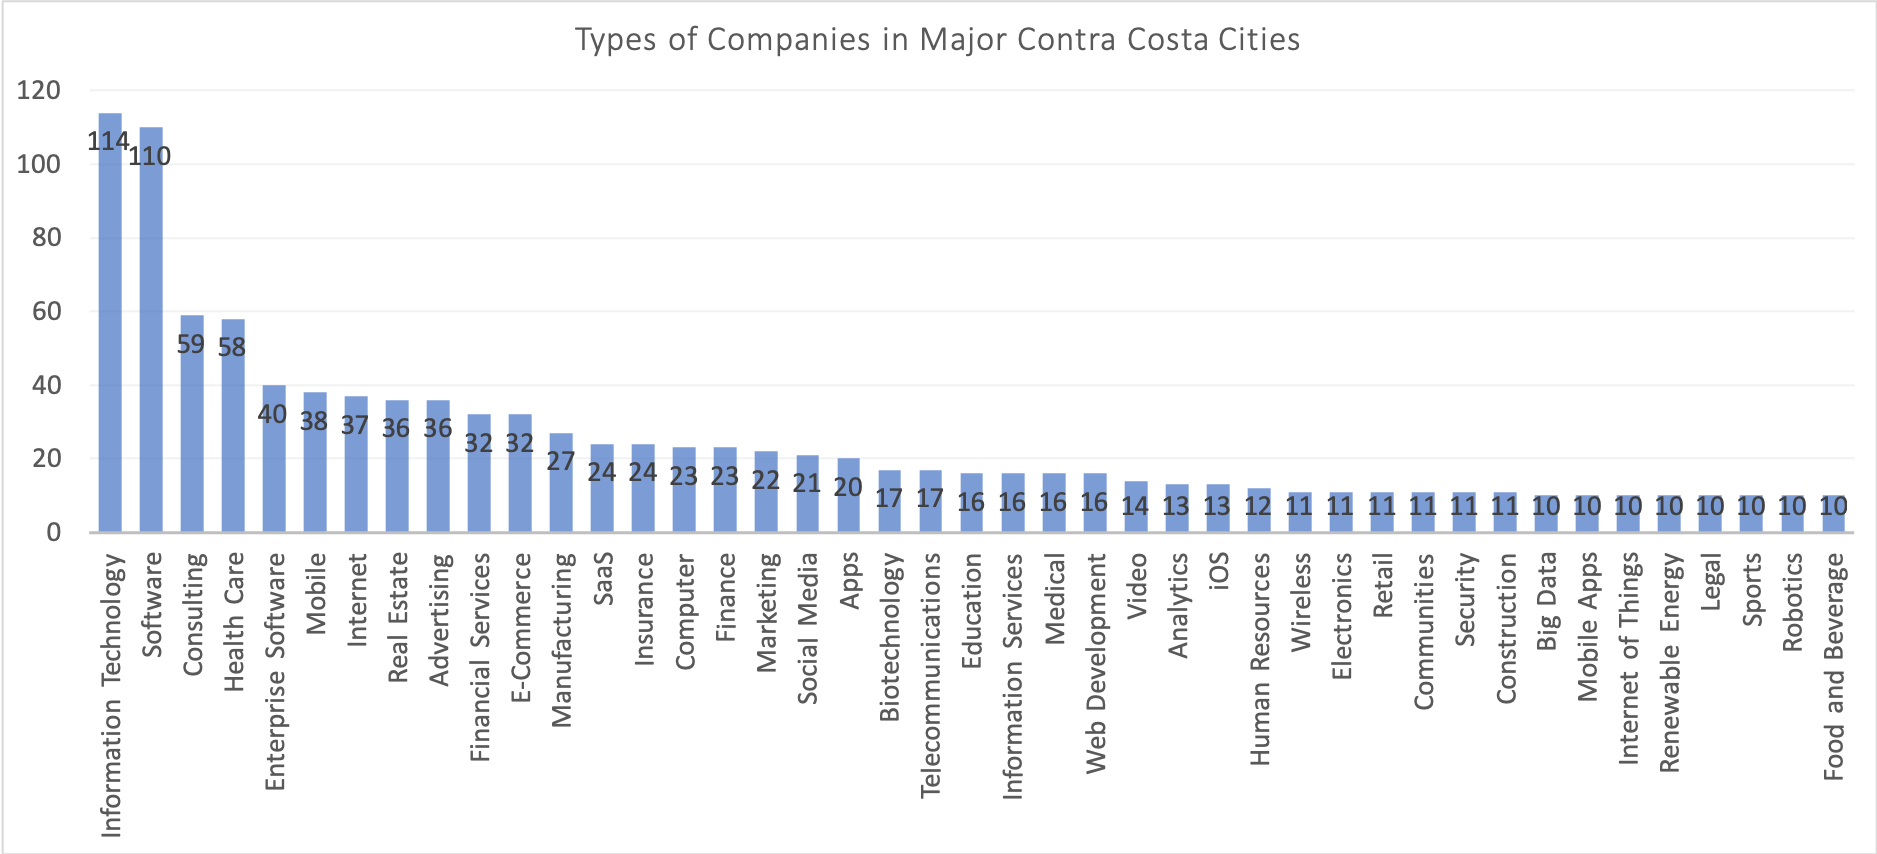 Types of Companies in Major Contra Costa Cities
120
100
80
60
40
20
0
114
110
59
58
40
38
37
36
36
32
32
27
24
24
23
23
22
21
20
17
17
16
16
16
16
14
13
13
12
11
11
11
11
11
11
10
10
10
10
10
10
10
10
Information Technology
Software
Consulting
Health Care
Enterprise Software
Mobile
Internet
Real Estate
Advertising
Financial Services
E-Commerce
Manufacturing
SaaS
Insurance
Computer
Finance
Marketing
Social Media
Apps
Biotechnology
Telecommunications
Education
Information Services
Medical
Web Development
Video
Analytics
iOS
Human Resources
Wireless
Electronics
Retail
Communities
Security
Construction
Big Data
Mobile Apps
Internet of Things
Renewable Energy
Legal
Sports
Robotics
Food and Beverage